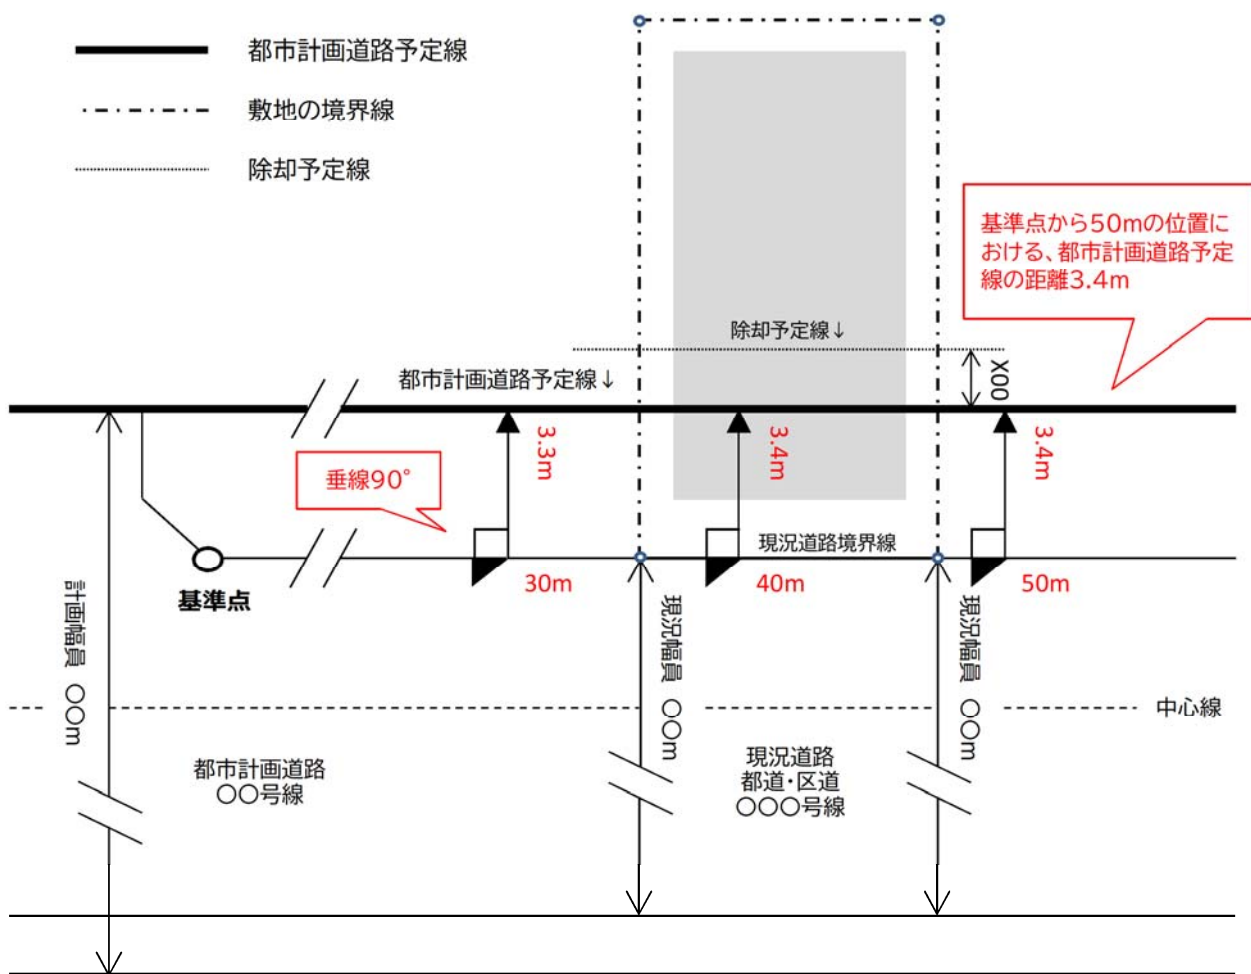 都市計画道路予定線
敷地の境界線
除却予定線
基準点から50mの位置に
おける、都市計画道路予定
線の距離3.4m
除却予定線↓
都市計画道路予定線↓
X00
3.3m
3.4m
3.4m
垂線90°
現況道路境界線
30m
40m
50m
基準点
計画幅員 〇〇m
現況幅員 〇〇m
現況幅員 〇〇m
中心線
都市計画道路
〇〇号線
現況道路
都道・区道
〇〇〇号線